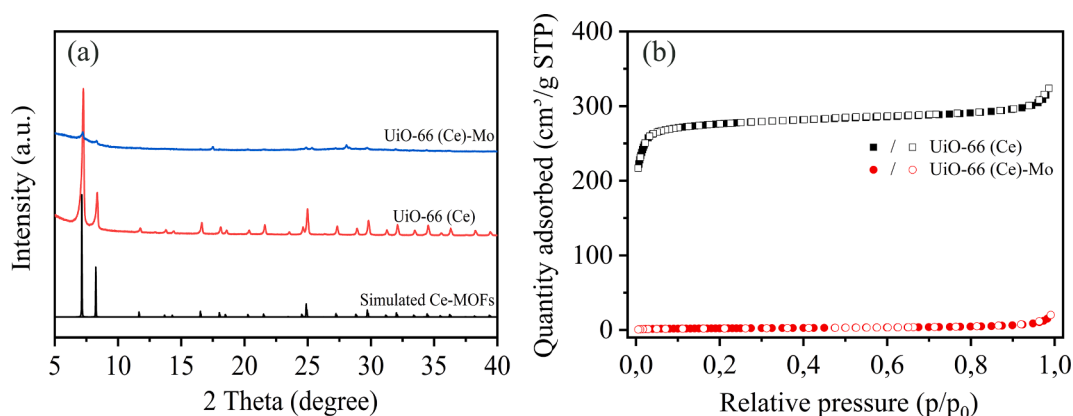 (a)
UiO-66 (Ce)-Mo
UiO-66 (Ce)
Simulated Ce-MOFs
Intensity (a.u.)
5 10 15 20 25 30 35 40
2 Theta (degree)
(b)
400
300
200
100
0
Quantity adsorbed (cm³/g STP)
/ UiO-66 (Ce)
/ UiO-66 (Ce)-Mo
0,0 0,2 0,4 0,6 0,8 1,0
Relative pressure (p/p₀)